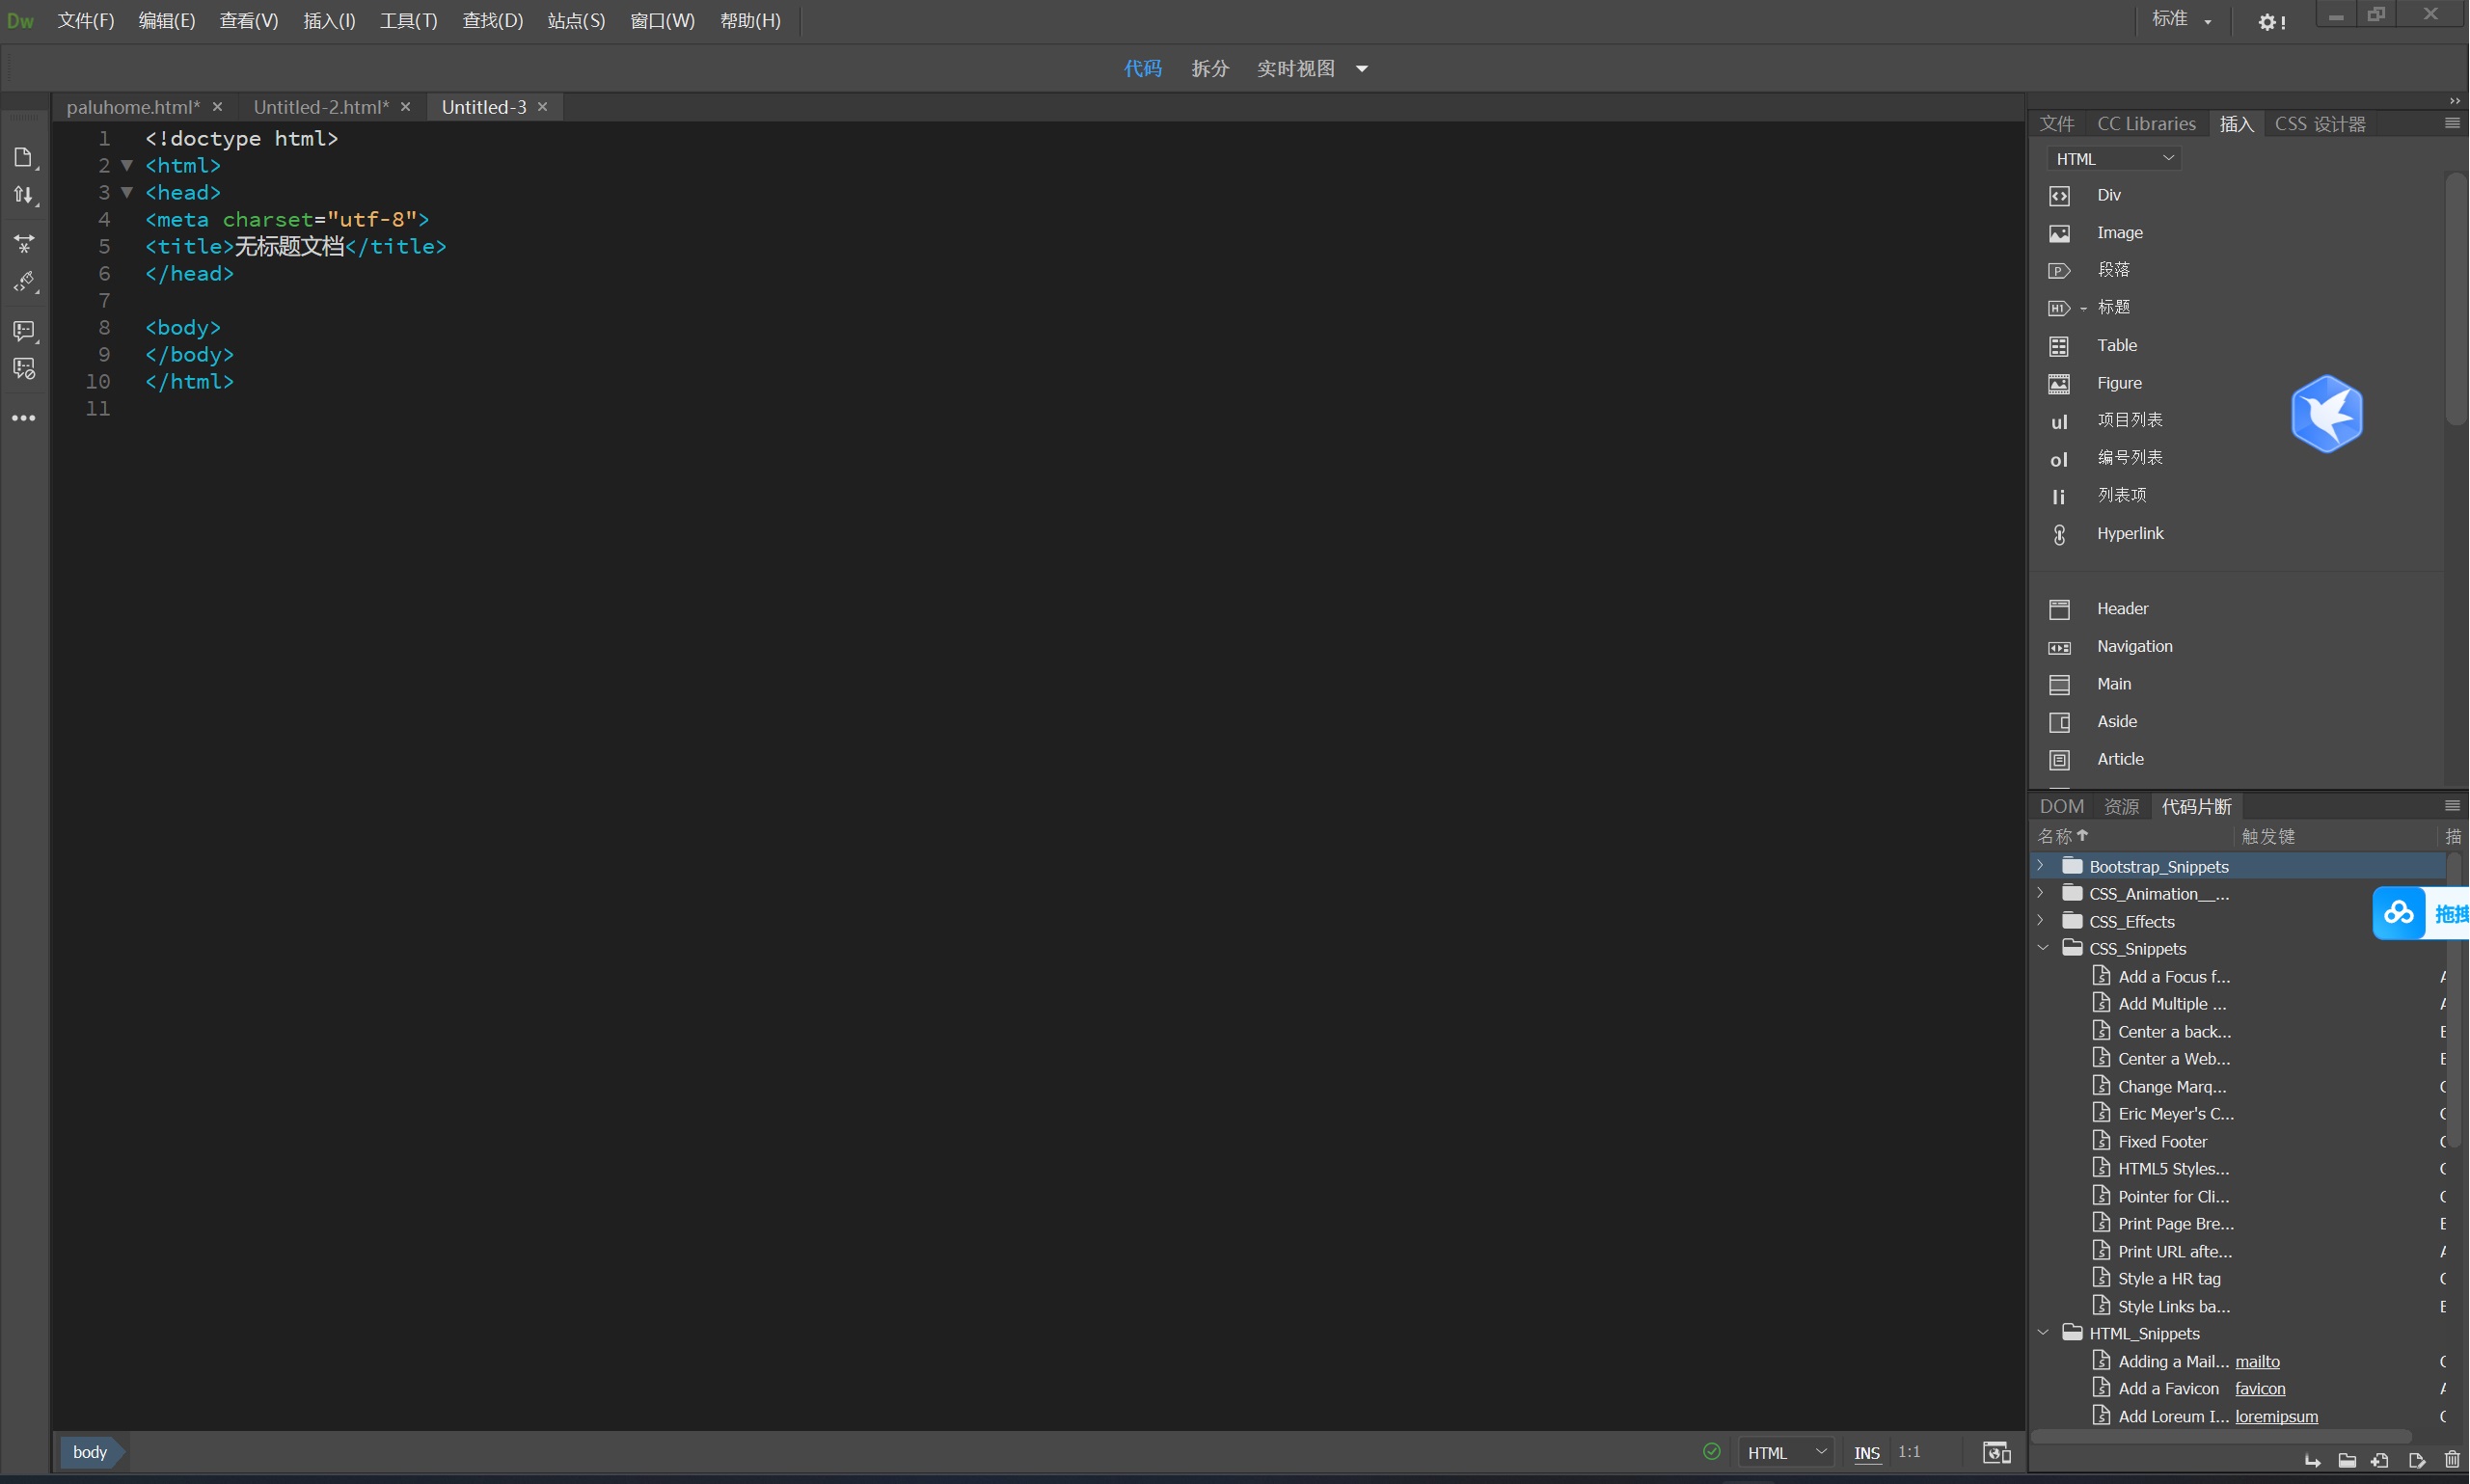 Dw 文件(F) 编辑(E) 查看(V) 插入(I) 工具(T) 查找(D) 站点(S) 窗口(W) 帮助(H) 标准
代码 拆分 实时视图
paluhome.html* × Untitled-2.html* × Untitled-3 ×
1 <!doctype html>
2 <html>
3 <head>
4 <meta charset="utf-8">
5 <title>无标题文档</title>
6 </head>
7
8 <body>
9 </body>
10 </html>
11
文件 CC Libraries 插入 CSS 设计器
HTML
Div
Image
P 段落
H1 标题
Table
Figure
ul 项目列表
ol 编号列表
li 列表项
Hyperlink
Header
Navigation
Main
Aside
Article
DOM 资源 代码片断
名称 触发键 描
Bootstrap_Snippets
CSS_Animation__...
CSS_Effects
拖拽
CSS_Snippets
Add a Focus f...
Add Multiple ...
Center a back...
Center a Web...
Change Marq...
Eric Meyer's C...
Fixed Footer
HTML5 Styles...
Pointer for Cli...
Print Page Bre...
Print URL afte...
Style a HR tag
Style Links ba...
HTML_Snippets
Adding a Mail... mailto
Add a Favicon favicon
Add Loreum I... loremipsum
body HTML INS 1:1